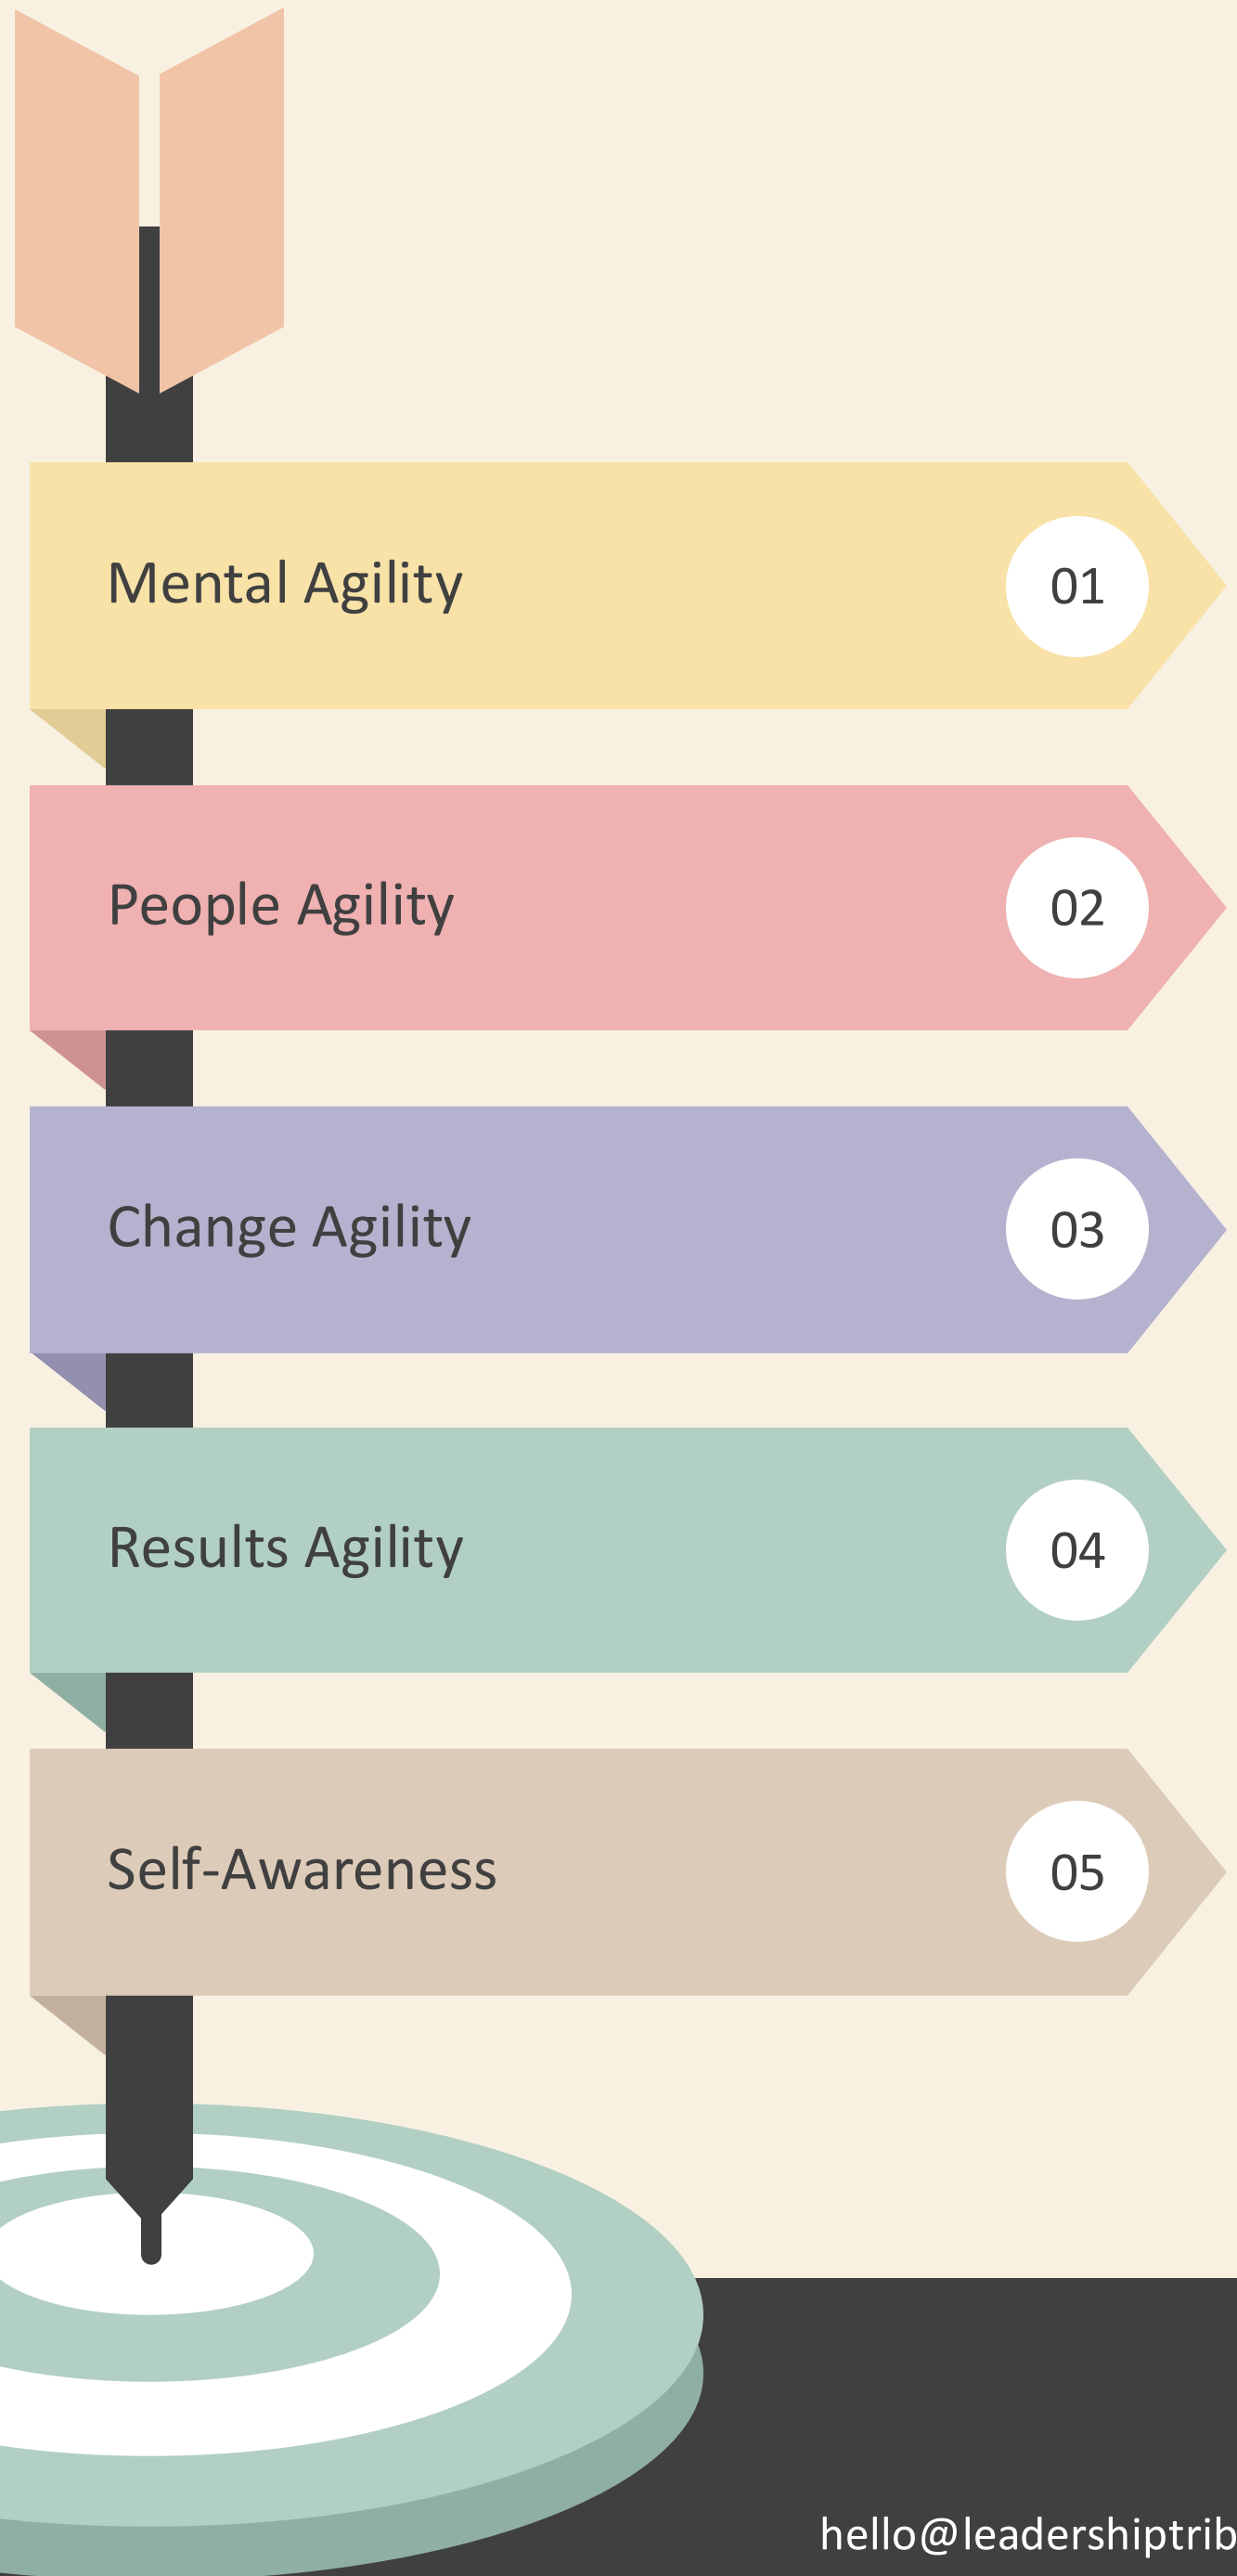 Mental Agility
01
People Agility
02
Change Agility
03
Results Agility
04
Self-Awareness
05
hello@leadershiptrib